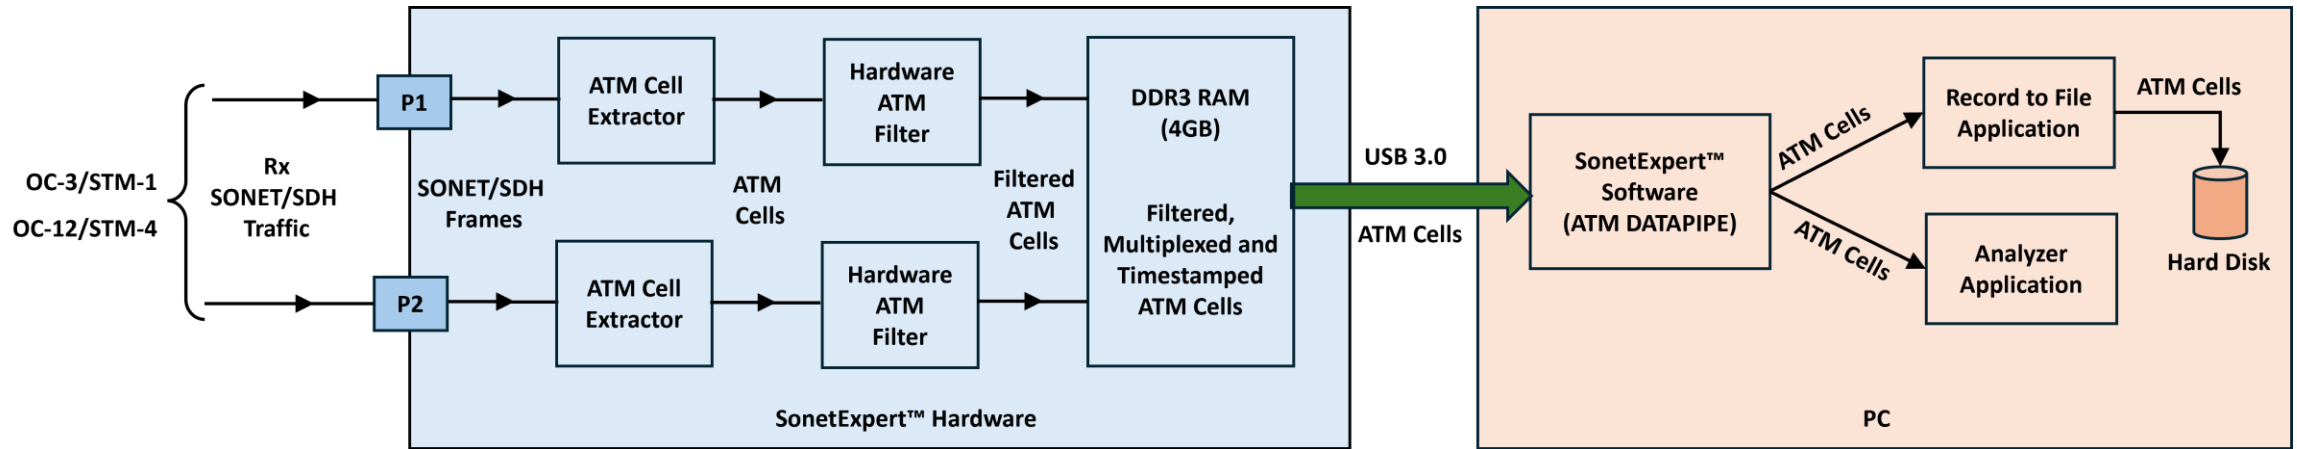 OC-3/STM-1
OC-12/STM-4
Rx
SONET/SDH
Traffic
P1
P2
SONET/SDH
Frames
ATM Cell
Extractor
ATM Cell
Extractor
ATM
Cells
Hardware
ATM
Filter
Hardware
ATM
Filter
Filtered
ATM
Cells
DDR3 RAM
(4GB)
Filtered,
Multiplexed and
Timestamped
ATM Cells
SonetExpert™ Hardware
USB 3.0
ATM Cells
SonetExpert™
Software
(ATM DATAPIPE)
ATM Cells
ATM Cells
Record to File
Application
Analyzer
Application
ATM Cells
Hard Disk
PC